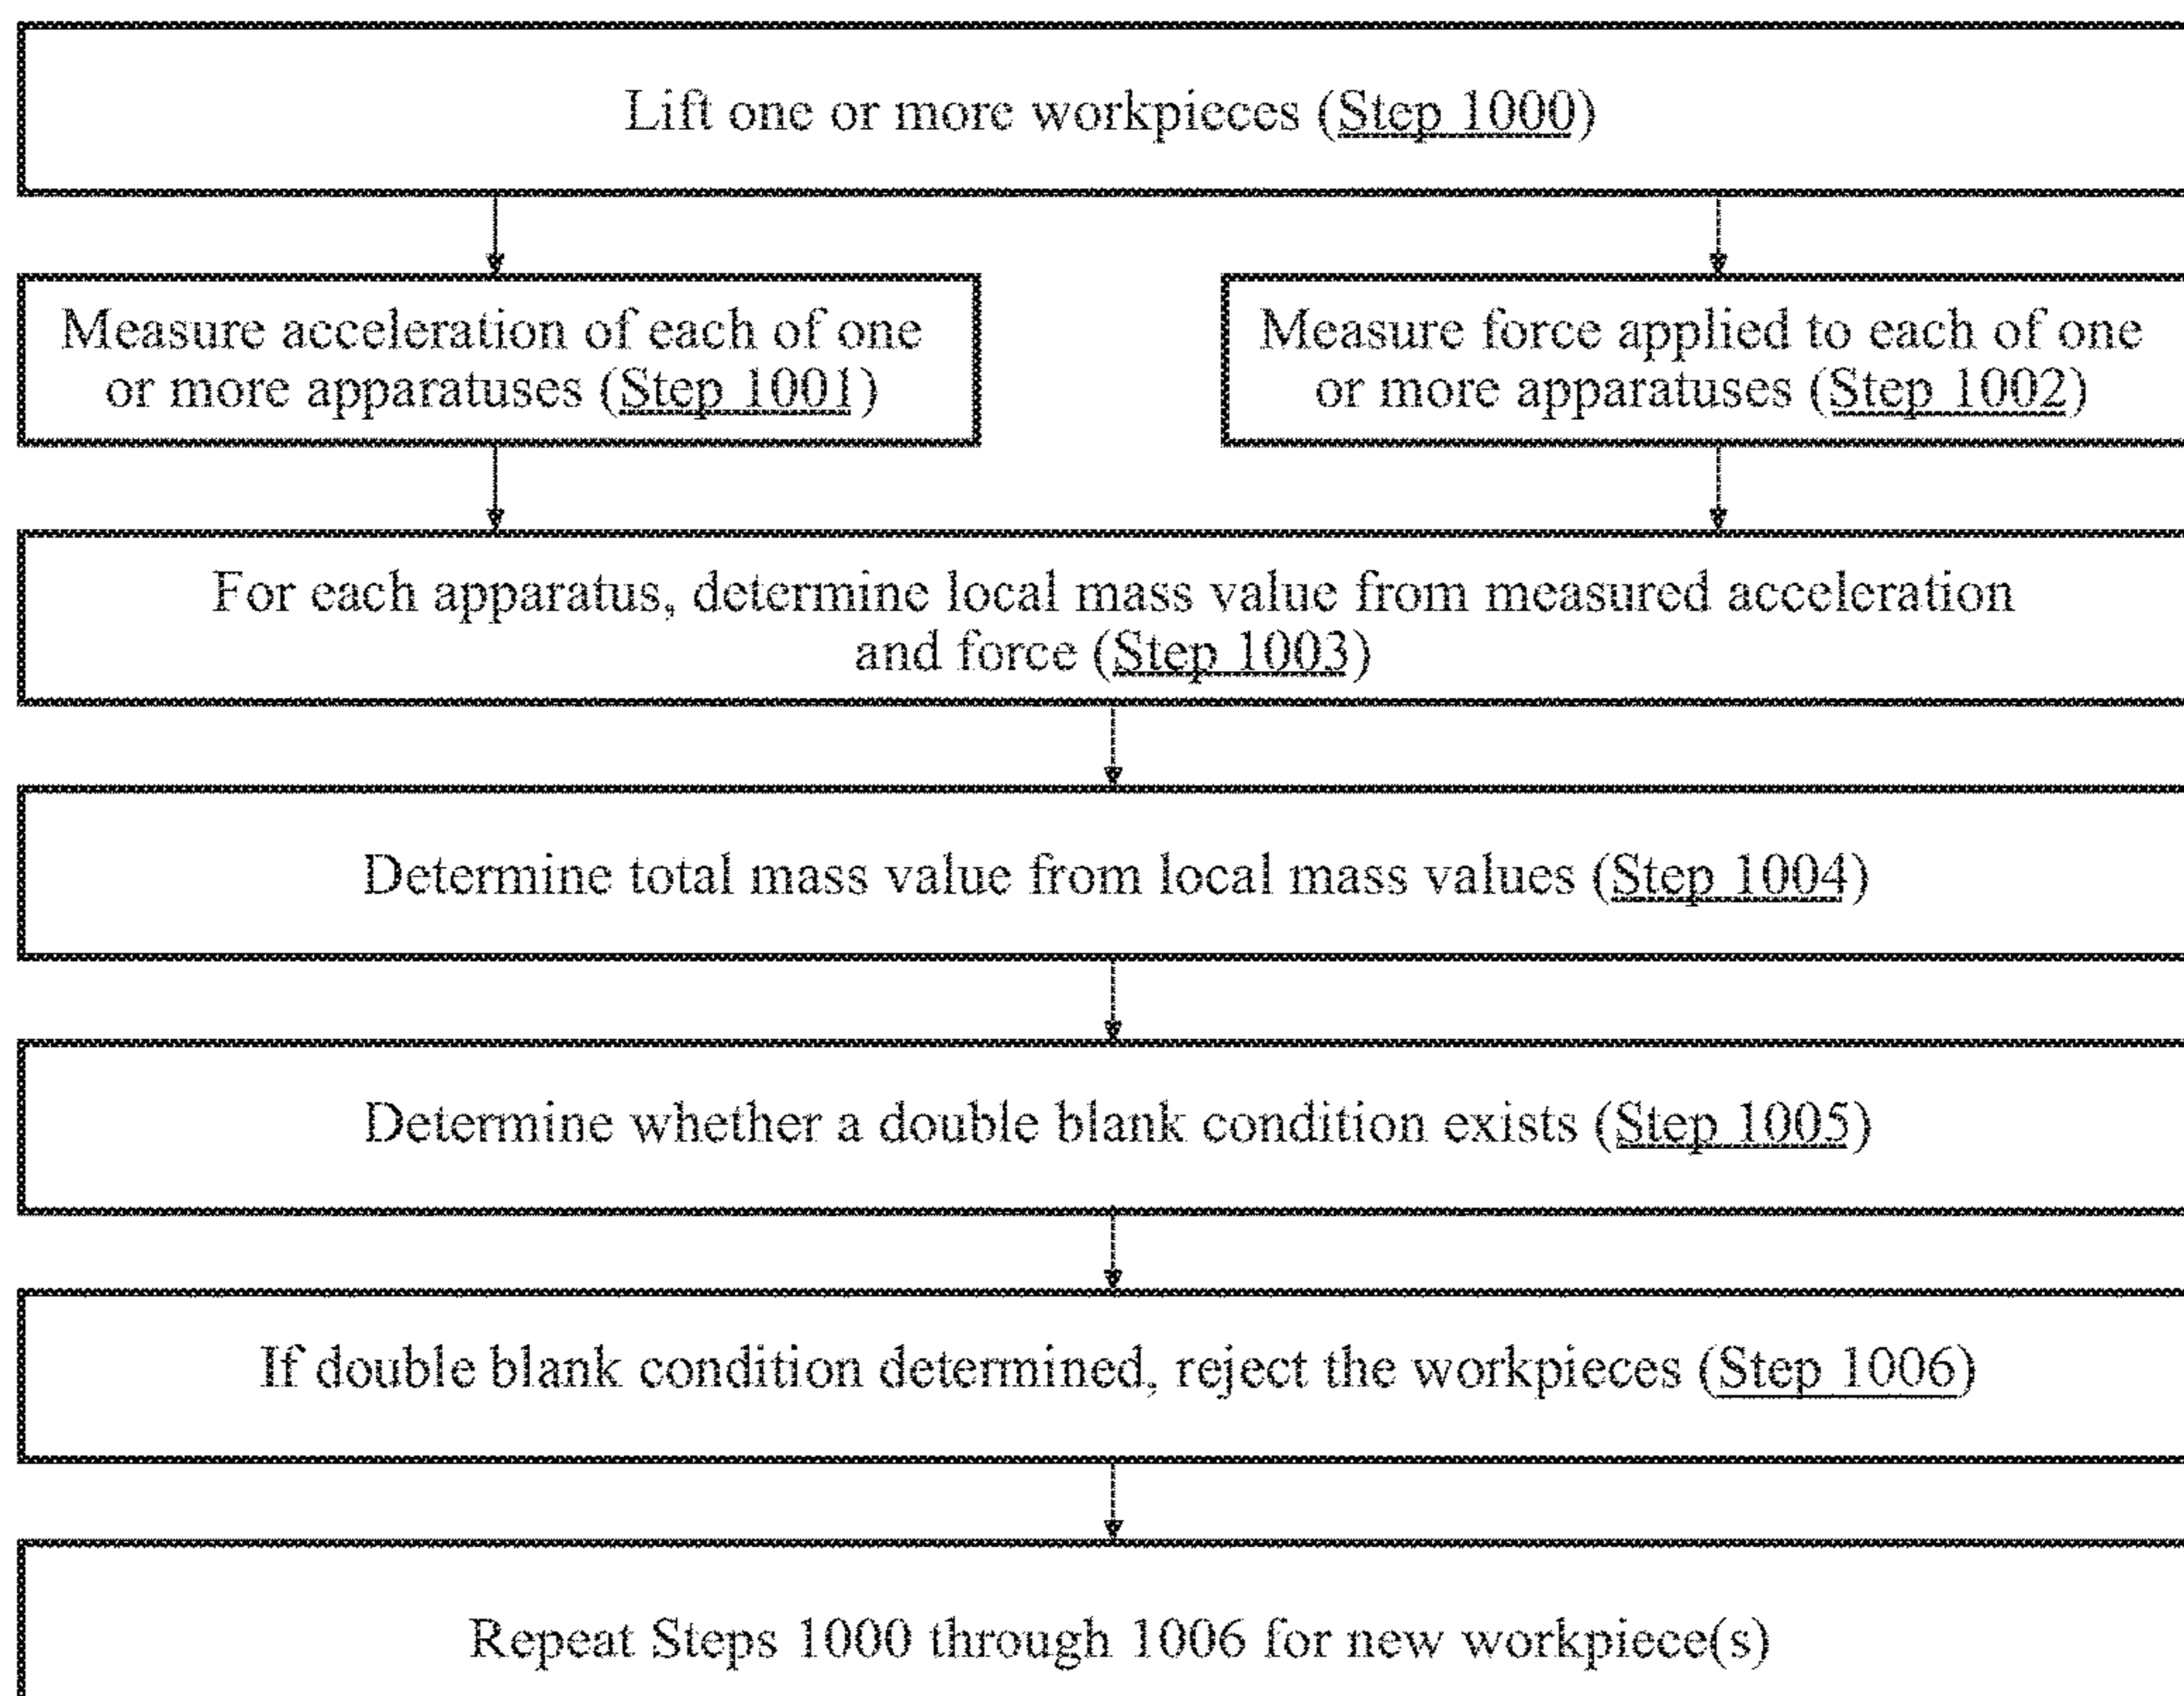 Lift one or more workpieces (Step 1000)
Measure acceleration of each of one
or more apparatuses (Step 1001)
Measure force applied to each of one
or more apparatuses (Step 1002)
For each apparatus, determine local mass value from measured acceleration
and force (Step 1003)
Determine total mass value from local mass values (Step 1004)
Determine whether a double blank condition exists (Step 1005)
If double blank condition determined, reject the workpieces (Step 1006)
Repeat Steps 1000 through 1006 for new workpiece(s)